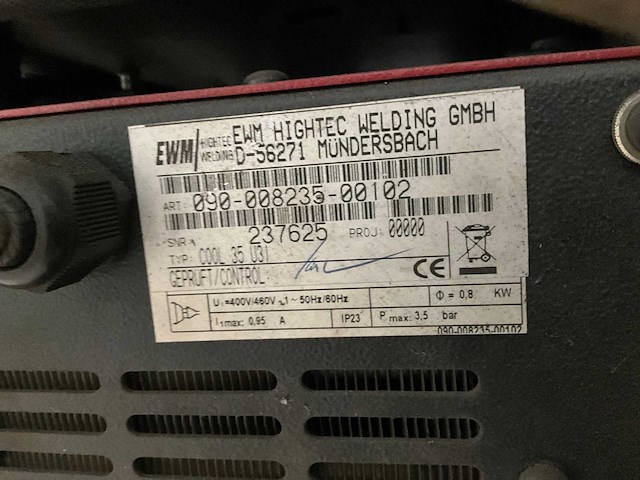 EWM HIGHTEC WELDING EWM HIGHTEC WELDING GMBH
D-56271 MÜNDERSBACH
ART: 090-008235-00102
SNR: 237625 PROJ: 00000
TYP: COOL 35 U31
GEPRUFT/CONTROL:
CE
U1=400V/460V 1~50Hz/60Hz Φ = 0,8 KW
I1max: 0,95 A IP23 P max: 3,5 bar
090-008235-00102